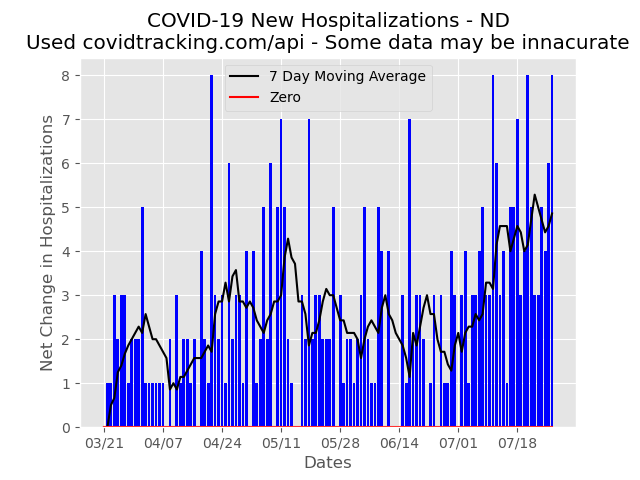 COVID-19 New Hospitalizations - ND
Used covidtracking.com/api - Some data may be innacurate
7 Day Moving Average
Zero
Net Change in Hospitalizations
8
7
6
5
4
3
2
1
0
03/21 04/07 04/24 05/11 05/28 06/14 07/01 07/18
Dates